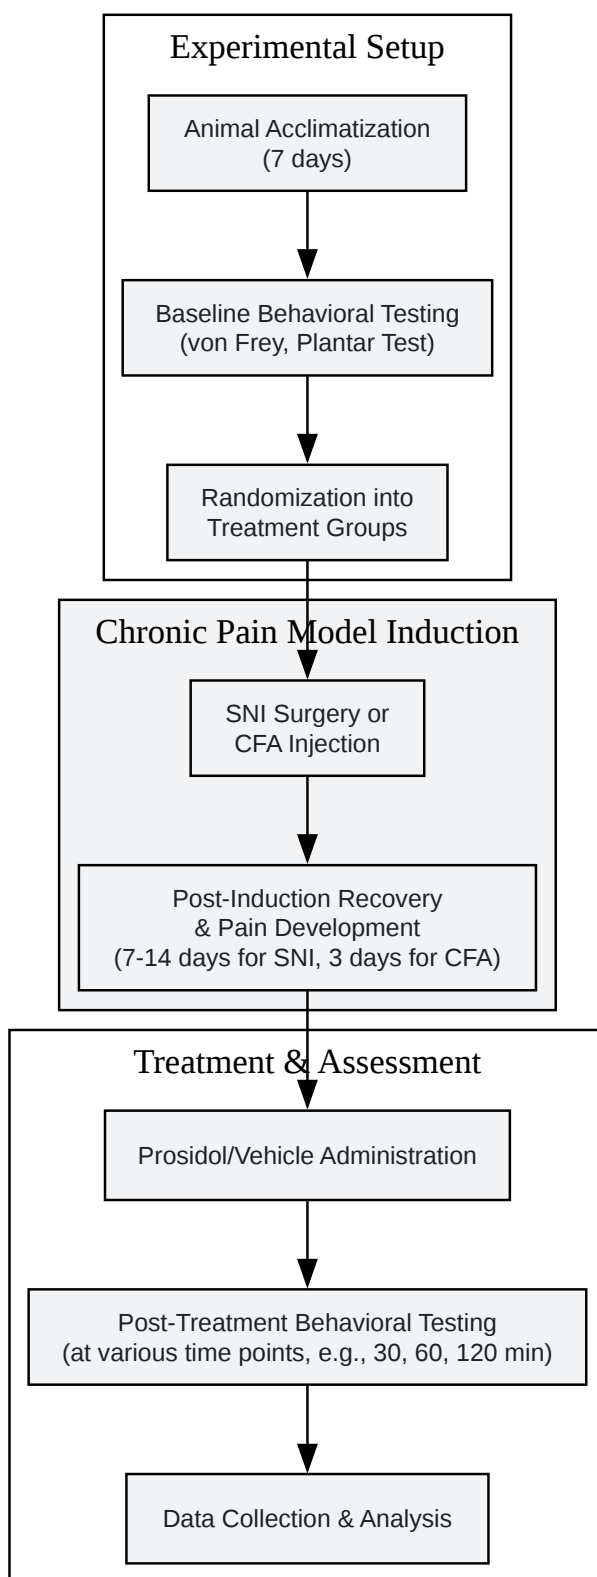 Experimental Setup
Animal Acclimatization
(7 days)
Baseline Behavioral Testing
(von Frey, Plantar Test)
Randomization into
Treatment Groups
Chronic Pain Model Induction
SNI Surgery or
CFA Injection
Post-Induction Recovery
& Pain Development
(7-14 days for SNI, 3 days for CFA)
Treatment & Assessment
Prosidol/Vehicle Administration
Post-Treatment Behavioral Testing
(at various time points, e.g., 30, 60, 120 min)
Data Collection & Analysis